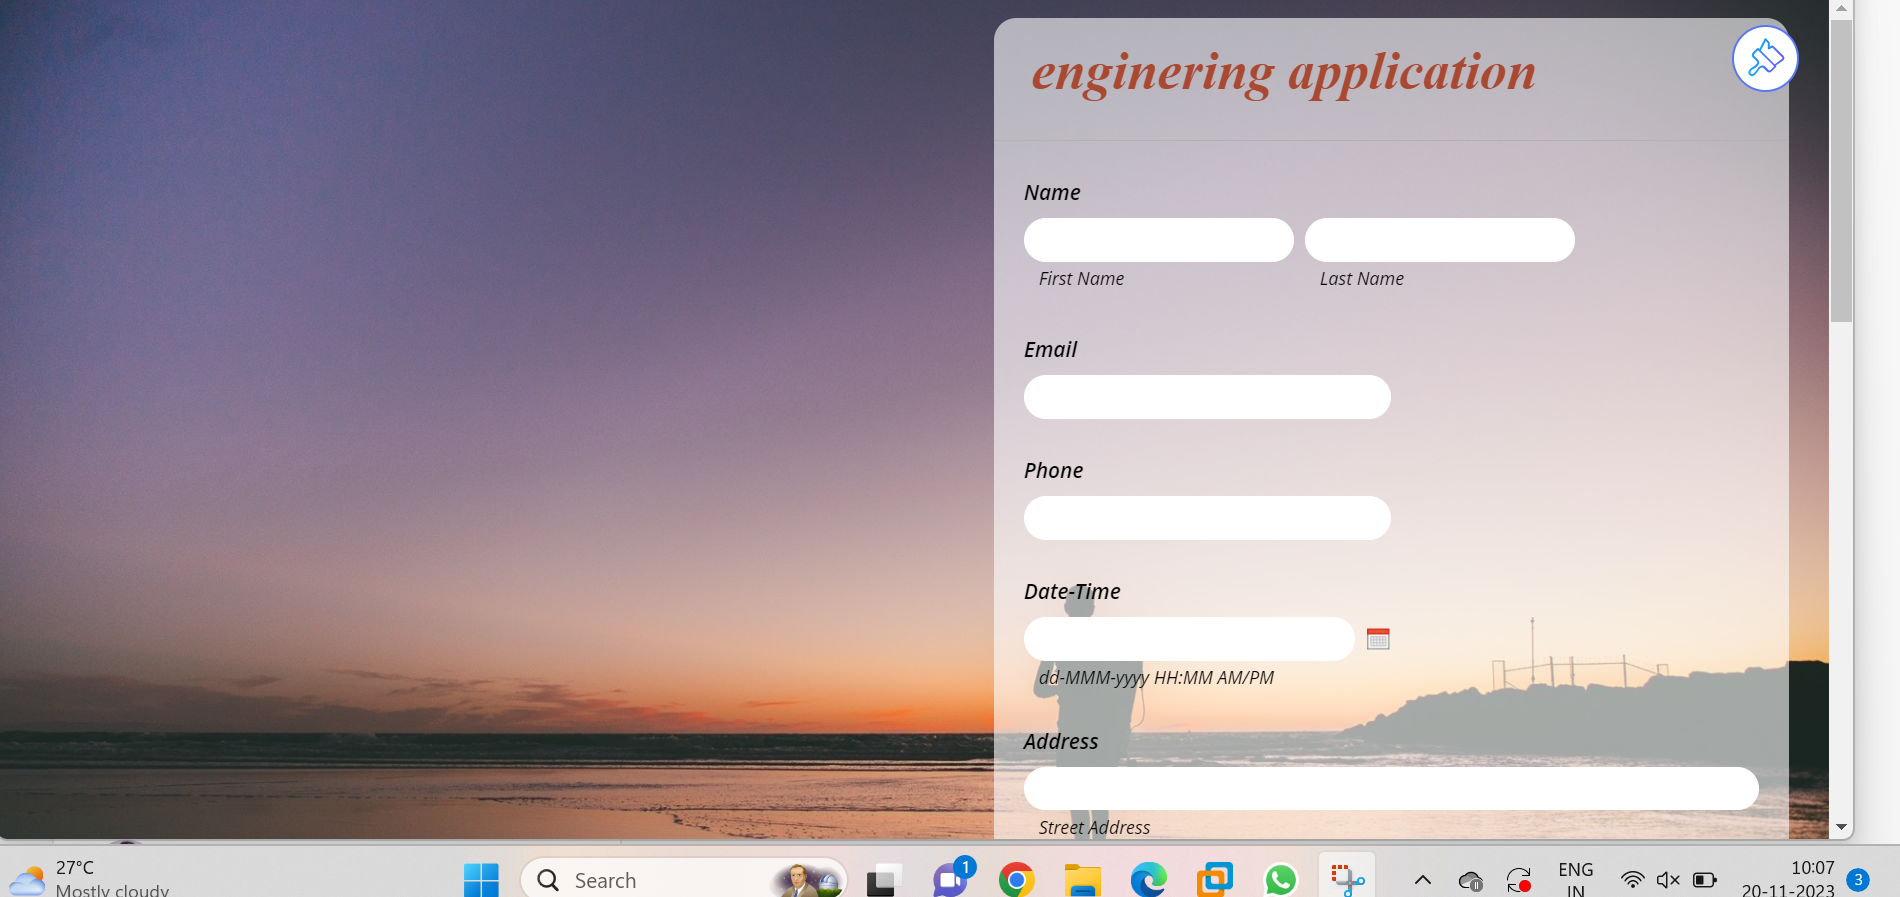 enginering application
Name
First Name
Last Name
Email
Phone
Date-Time
dd-MMM-yyyy HH:MM AM/PM
Address
Street Address
27°C
Mostly cloudy
Search
1
ENG
IN
10:07
20-11-2023
3